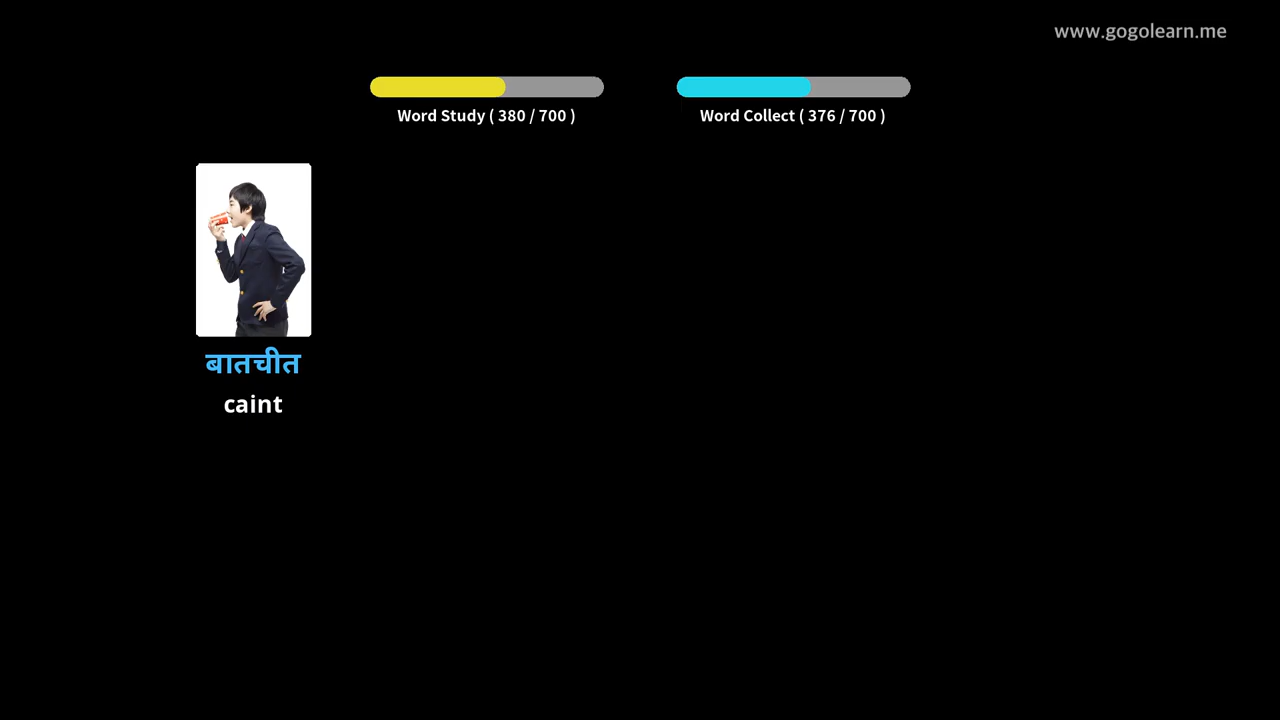 www.gogolearn.me
Word Study ( 380 / 700 )
Word Collect ( 376 / 700 )
बातचीत
caint